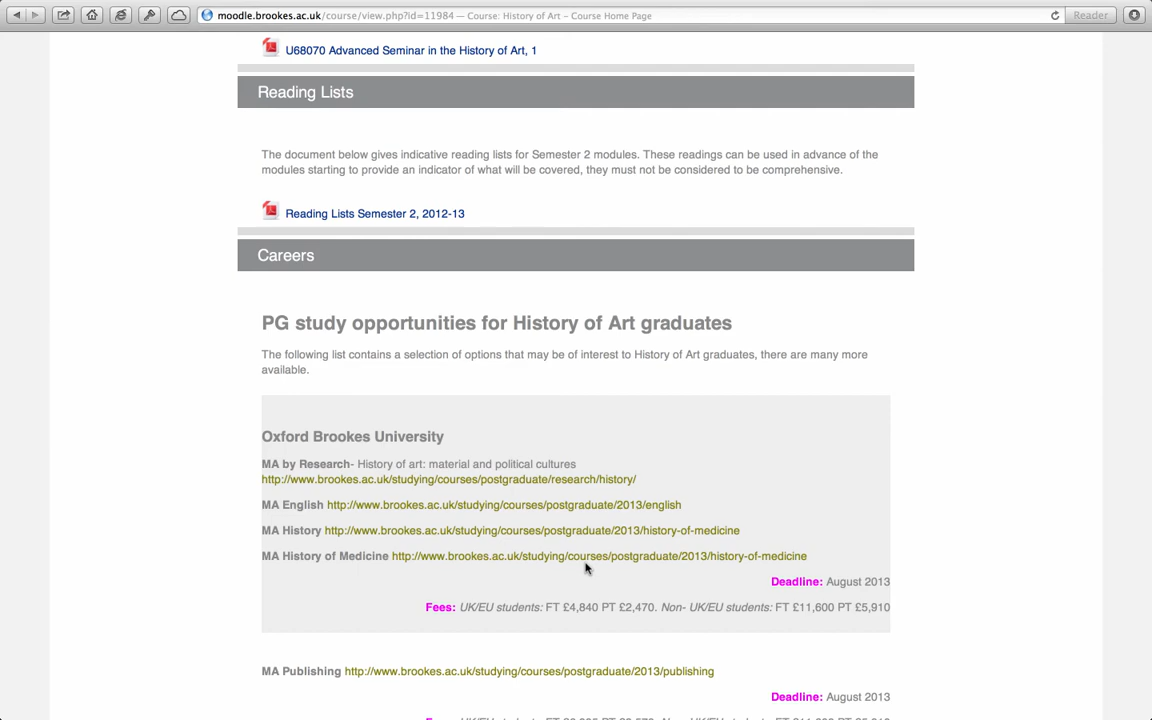 moodle.brookes.ac.uk/course/view.php?id=11984 — Course: History of Art – Course Home Page
Reader
U68070 Advanced Seminar in the History of Art, 1
Reading Lists
The document below gives indicative reading lists for Semester 2 modules. These readings can be used in advance of the
modules starting to provide an indicator of what will be covered, they must not be considered to be comprehensive.
Reading Lists Semester 2, 2012-13
Careers
PG study opportunities for History of Art graduates
The following list contains a selection of options that may be of interest to History of Art graduates, there are many more
available.
Oxford Brookes University
MA by Research- History of art: material and political cultures
http://www.brookes.ac.uk/studying/courses/postgraduate/research/history/
MA English http://www.brookes.ac.uk/studying/courses/postgraduate/2013/english
MA History http://www.brookes.ac.uk/studying/courses/postgraduate/2013/history-of-medicine
MA History of Medicine http://www.brookes.ac.uk/studying/courses/postgraduate/2013/history-of-medicine
Deadline: August 2013
Fees: UK/EU students: FT £4,840 PT £2,470. Non- UK/EU students: FT £11,600 PT £5,910
MA Publishing http://www.brookes.ac.uk/studying/courses/postgraduate/2013/publishing
Deadline: August 2013